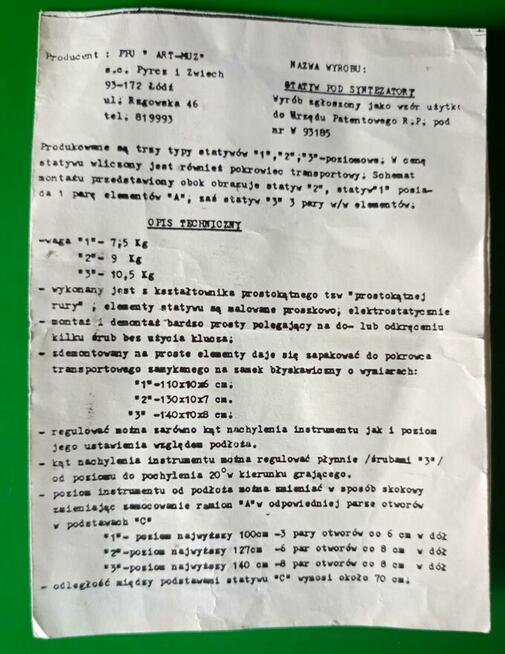 Producent : PPU " ART-MUZ"
s.c. Pyrcz i Zwiech
93-172 Łódź
ul. Rzgowska 46
tel. 819993
NAZWA WYROBU:
STATYW POD SYNTEZATORY
Wyrób zgłoszony jako wzór użytko
do Urzędu Patentowego R.P. pod
nr W 93185
Produkowane są trzy typy statywów "1","2","3"-poziomowe. W cenę
statywu wliczony jest również pokrowiec transportowy. Schemat
montażu przedstawiony obok obrazuje statyw "2", statyw"1" posia-
da 1 parę elementów "A", zaś statyw "3" 3 pary w/w elementów.
OPIS TECHNICZNY
-waga "1"- 7,5 Kg
"2"- 9 Kg
"3"- 10,5 Kg
- wykonany jest z kształtownika prostokątnego tzw "prostokątnej
rury" ; elementy statywu są malowane proszkowo, elektrostatycznie
- montaż i demontaż bardzo prosty polegający na do- lub odkręceniu
kilku śrub bez użycia klucza;
- zdemontowany na proste elementy daje się zapakować do pokrowca
transportowego zamykanego na zamek błyskawiczny o wymiarach:
"1"-110x10x6 cm;
"2"-130x10x7 cm.
"3" -140x10x8 cm;
- regulować można zarówno kąt nachylenia instrumentu jak i poziom
jego ustawienia względem podłoża.
- kąt nachylenia instrumentu można regulować płynnie /śrubami "3"/
od poziomu do pochylenia 20° w kierunku grającego.
- poziom instrumentu od podłoża można zmieniać w sposób skokowy
zmieniając zamocowanie ramion "A"w odpowiedniej parze otworów
w podstawach "C"
"1"- poziom najwyższy 100cm -3 pary otworów co 6 cm w dół
"2"-poziom najwyższy 127cm -6 par otworów co 8 cm w dół
"3"-poziom najwyższy 140 cm -8 par otworów co 8 cm w dół
- odległość między podstawami statywu "C" wynosi około 70 cm;